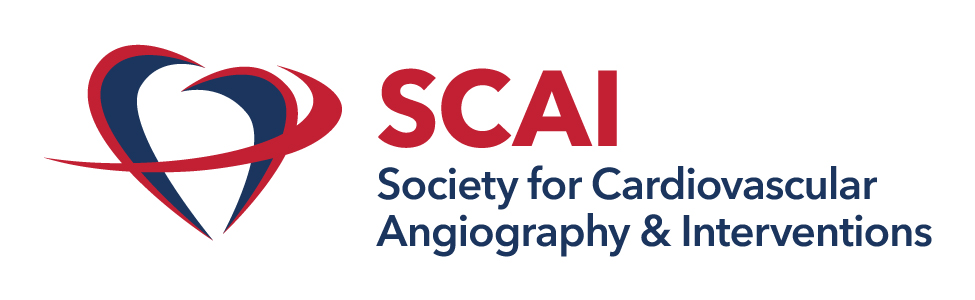 SCAI
Society for Cardiovascular
Angiography & Interventions